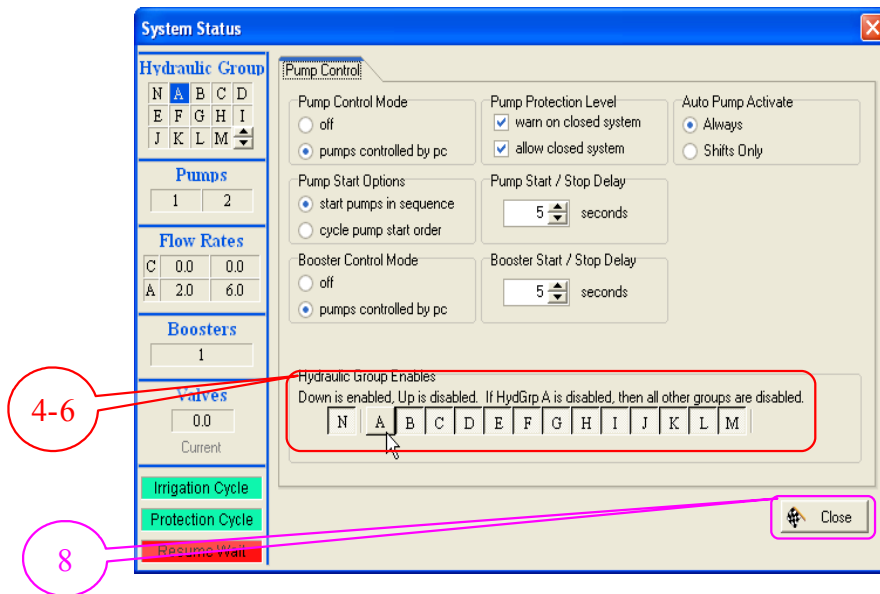 System Status
Hydraulic Group
N A B C D
E F G H I
J K L M
Pumps
1 2
Flow Rates
C 0.0 0.0
A 2.0 6.0
Boosters
1
Valves
0.0
Current
Irrigation Cycle
Protection Cycle
Resume Wait
Pump Control
Pump Control Mode
off
pumps controlled by pc
Pump Protection Level
warn on closed system
allow closed system
Auto Pump Activate
Always
Shifts Only
Pump Start Options
start pumps in sequence
cycle pump start order
Pump Start / Stop Delay
5 seconds
Booster Control Mode
off
pumps controlled by pc
Booster Start / Stop Delay
5 seconds
Hydraulic Group Enables
Down is enabled, Up is disabled. If HydGrp A is disabled, then all other groups are disabled.
N A B C D E F G H I J K L M
Close
4-6
8